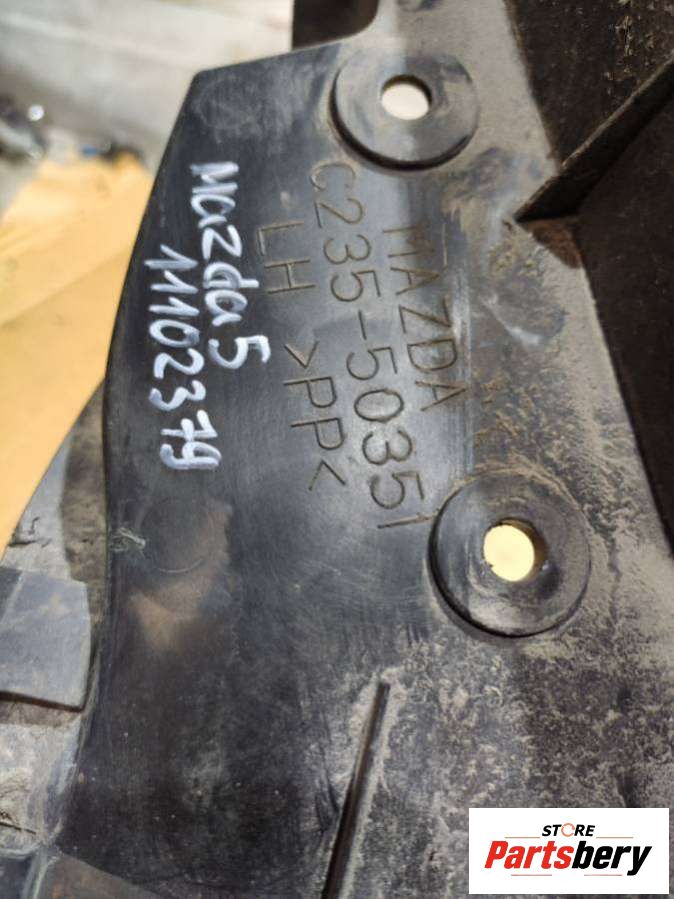 MAZDA
C235-50351
LH >PP<
Mazda 5
11102379
STORE
Partsbery